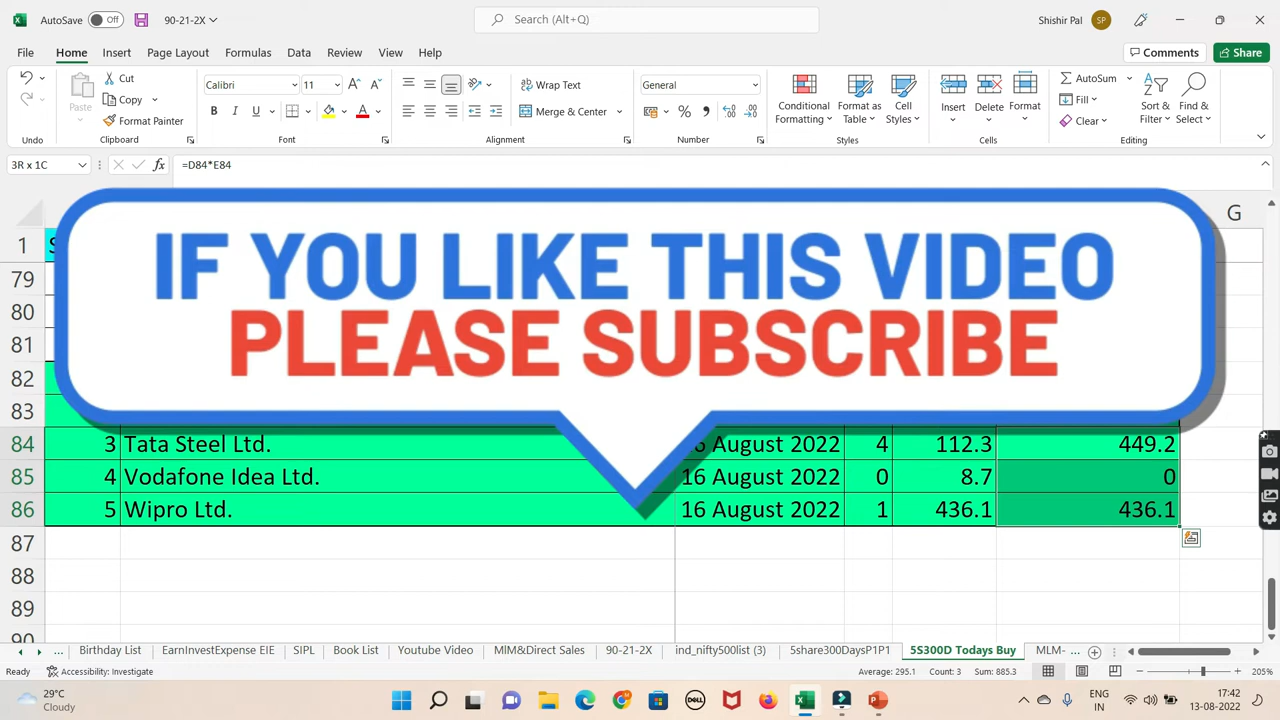 AutoSave Off 90-21-2X Search (Alt+Q) Shishir Pal SP
File Home Insert Page Layout Formulas Data Review View Help Comments Share
Cut Calibri 11 Wrap Text General AutoSum
Paste Copy Merge & Center Conditional Formatting Format as Table Cell Styles Insert Delete Format Fill Sort & Filter Find & Select
Format Painter Clear
Undo Clipboard Font Alignment Number Styles Cells Editing
3R x 1C fx =D84*E84
G
1 S
79
80
81
82
83
IF YOU LIKE THIS VIDEO
PLEASE SUBSCRIBE
84 3 Tata Steel Ltd. August 2022 4 112.3 449.2
85 4 Vodafone Idea Ltd. 16 August 2022 0 8.7 0
86 5 Wipro Ltd. 16 August 2022 1 436.1 436.1
87
88
89
90
... Birthday List EarnInvestExpense EIE SIPL Book List Youtube Video MlM&Direct Sales 90-21-2X ind_nifty500list (3) 5share300DaysP1P1 5S300D Todays Buy MLM- ...
Ready Accessibility: Investigate Average: 295.1 Count: 3 Sum: 885.3 205%
29°C ENG 17:42
Cloudy DELL IN 13-08-2022